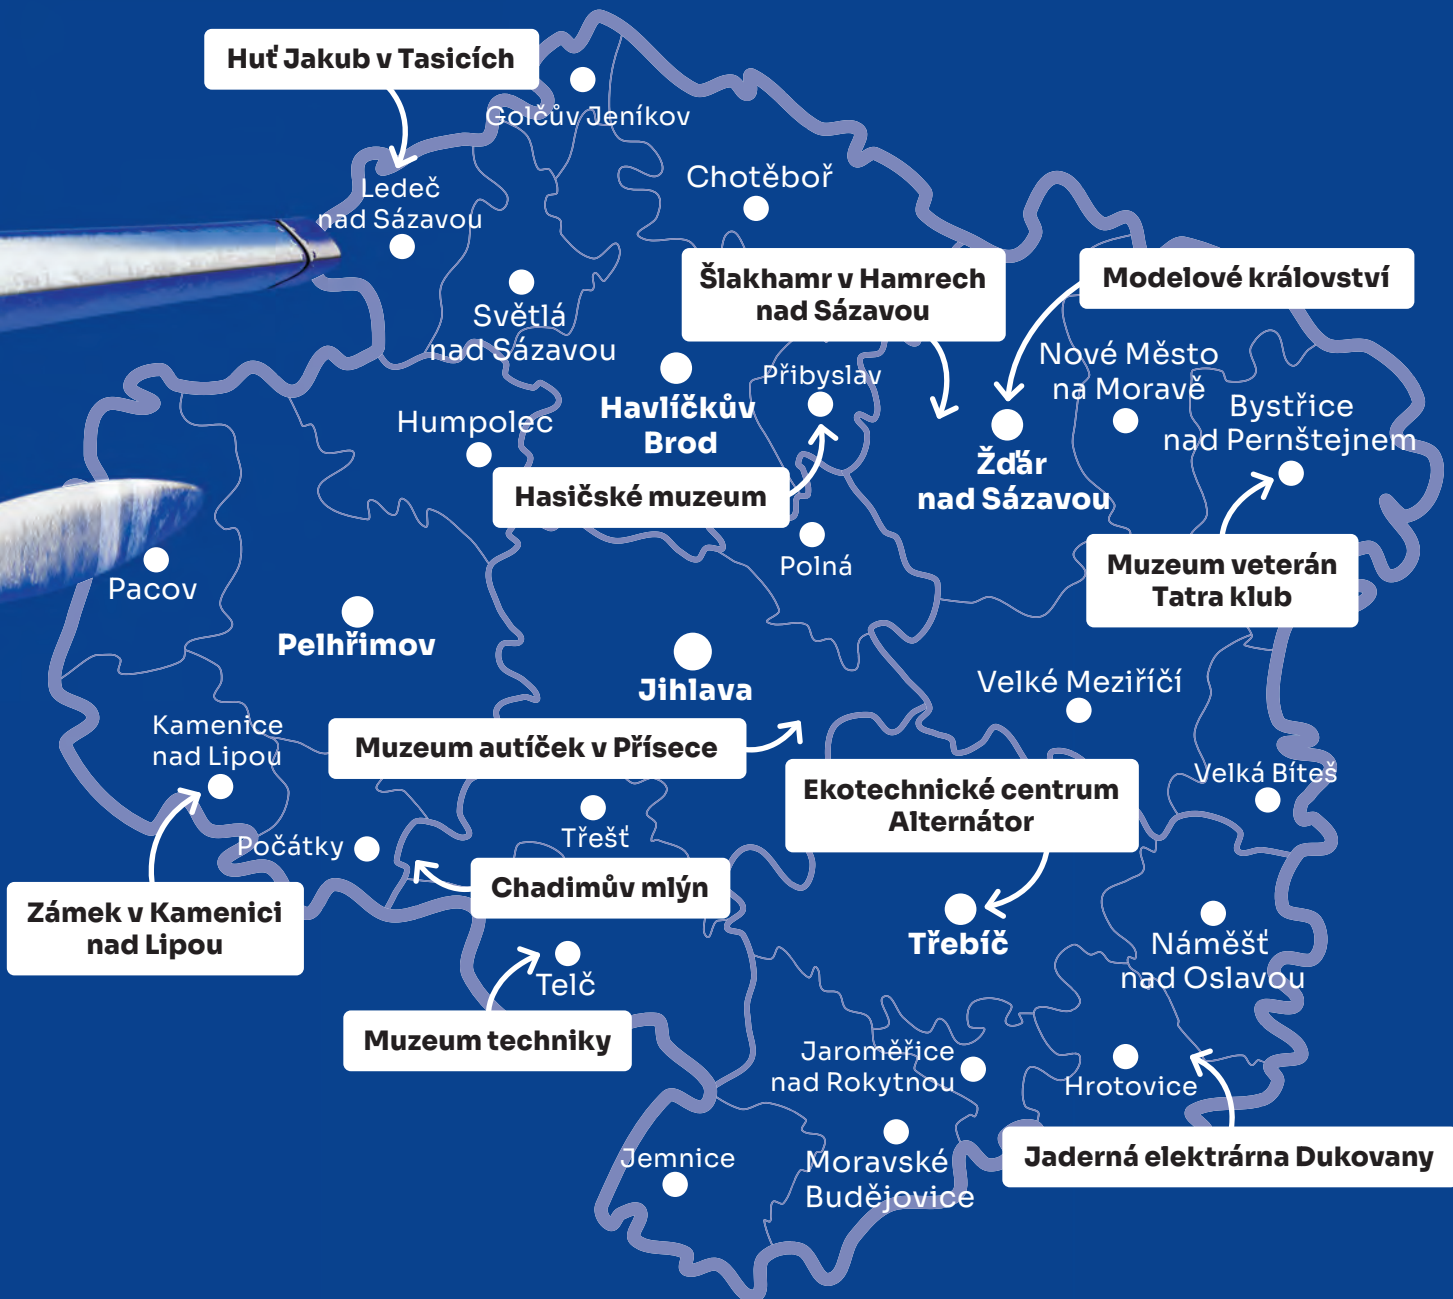 Huť Jakub v Tasicích
Golčův Jeníkov
Chotěboř
Ledeč
nad Sázavou
Šlakhamr v Hamrech
nad Sázavou
Modelové království
Světlá
nad Sázavou
Nové Město
na Moravě
Přibyslav
Havlíčkův
Brod
Bystřice
nad Pernštejnem
Humpolec
Žďár
nad Sázavou
Hasičské muzeum
Polná
Muzeum veterán
Tatra klub
Pacov
Pelhřimov
Jihlava
Velké Meziříčí
Kamenice
nad Lipou
Muzeum autíček v Přísece
Velká Bíteš
Ekotechnické centrum
Alternátor
Třešť
Počátky
Chadimův mlýn
Zámek v Kamenici
nad Lipou
Třebíč
Náměšť
nad Oslavou
Telč
Muzeum techniky
Jaroměřice
nad Rokytnou
Hrotovice
Jaderná elektrárna Dukovany
Jemnice
Moravské
Budějovice